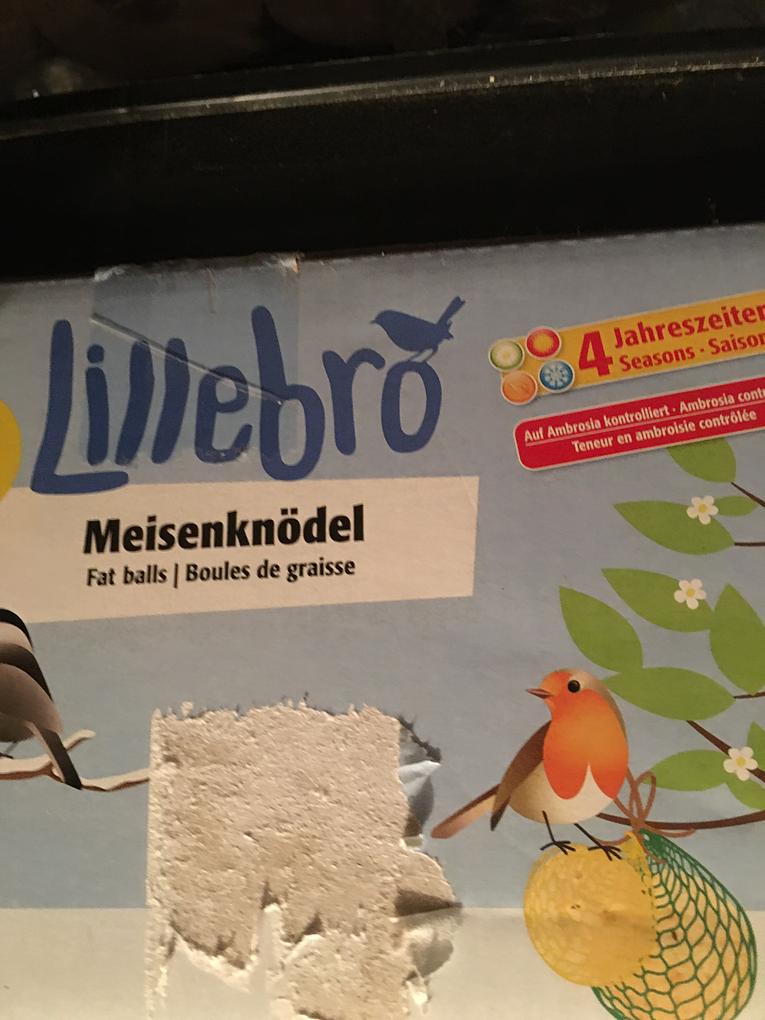 Lillebro
Meisenknödel
Fat balls | Boules de graisse
4 Jahreszeiten
Seasons · Saison
Auf Ambrosia kontrolliert · Ambrosia
Teneur en ambroisie contrôlée